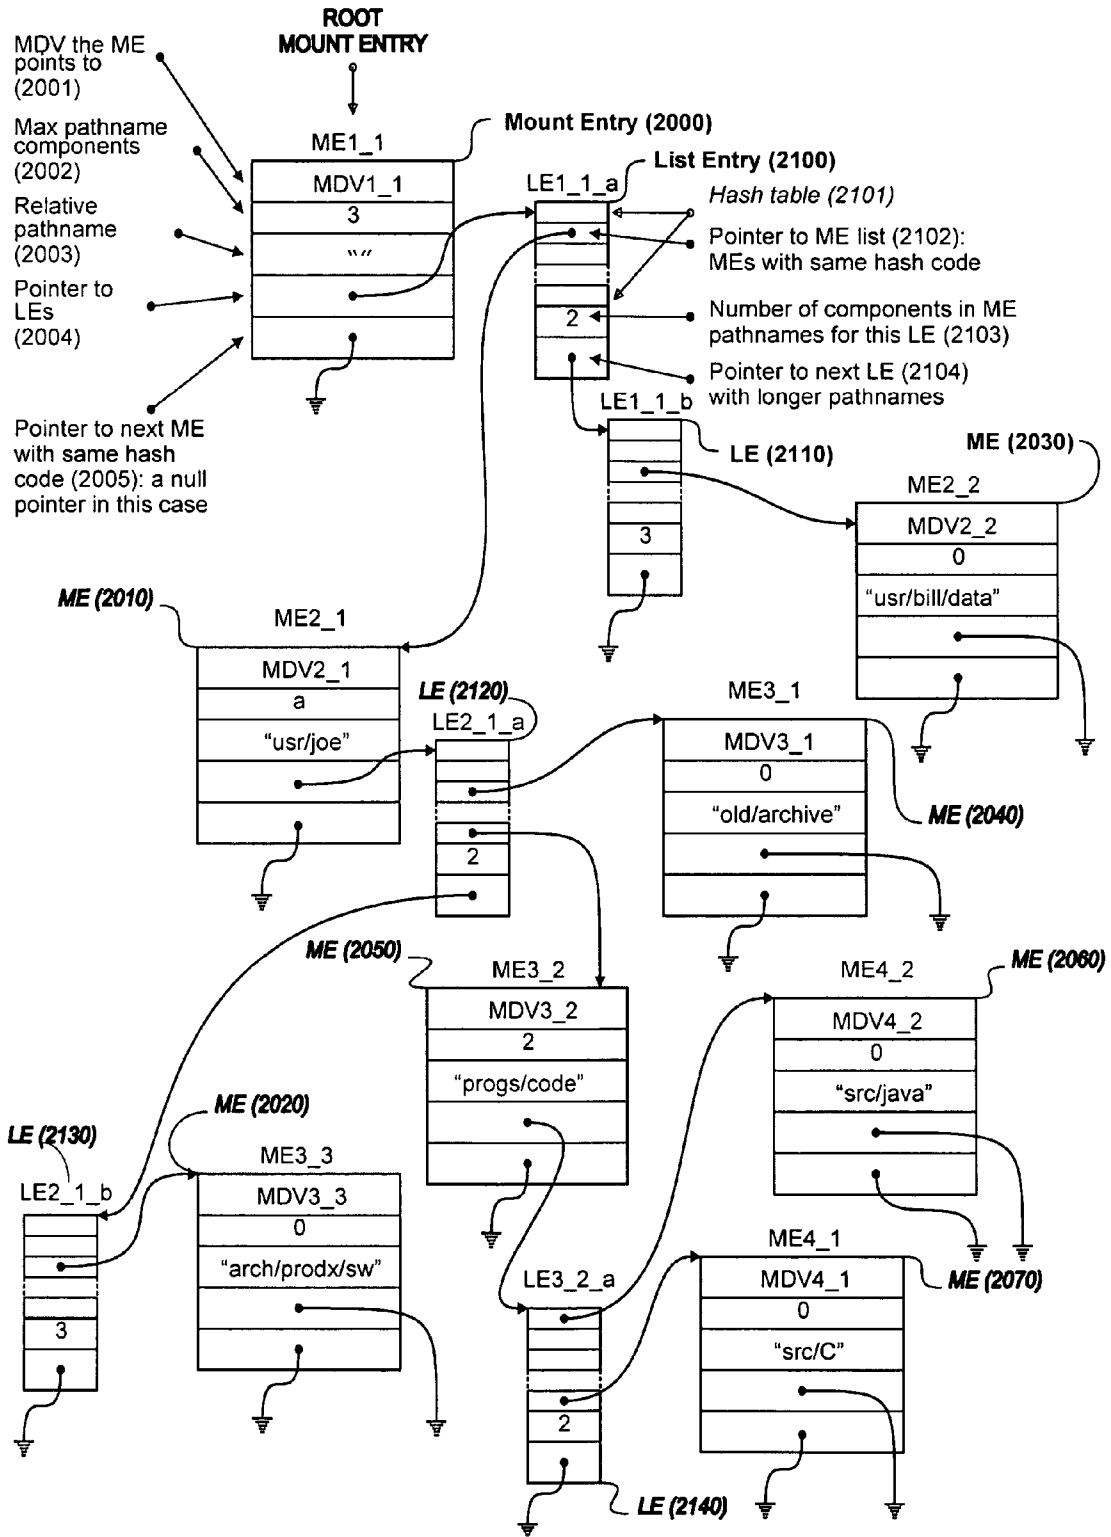 ROOT
MOUNT ENTRY
MDV the ME
points to
(2001)
Max pathname
components
(2002)
Relative
pathname
(2003)
Pointer to
LEs
(2004)
Pointer to next ME
with same hash
code (2005): a null
pointer in this case
ME1_1
Mount Entry (2000)
MDV1_1
3
“”
LE1_1_a
List Entry (2100)
Hash table (2101)
Pointer to ME list (2102):
MEs with same hash code
2
Number of components in ME
pathnames for this LE (2103)
Pointer to next LE (2104)
with longer pathnames
LE1_1_b
LE (2110)
3
ME (2030)
ME2_2
MDV2_2
0
“usr/bill/data”
ME (2010)
ME2_1
MDV2_1
a
“usr/joe”
LE (2120)
LE2_1_a
2
ME3_1
MDV3_1
0
“old/archive”
ME (2040)
ME (2050)
ME3_2
MDV3_2
2
“progs/code”
ME (2060)
ME4_2
MDV4_2
0
“src/java”
LE (2130)
LE2_1_b
3
ME (2020)
ME3_3
MDV3_3
0
“arch/prodx/sw”
LE3_2_a
2
LE (2140)
ME4_1
MDV4_1
0
“src/C”
ME (2070)